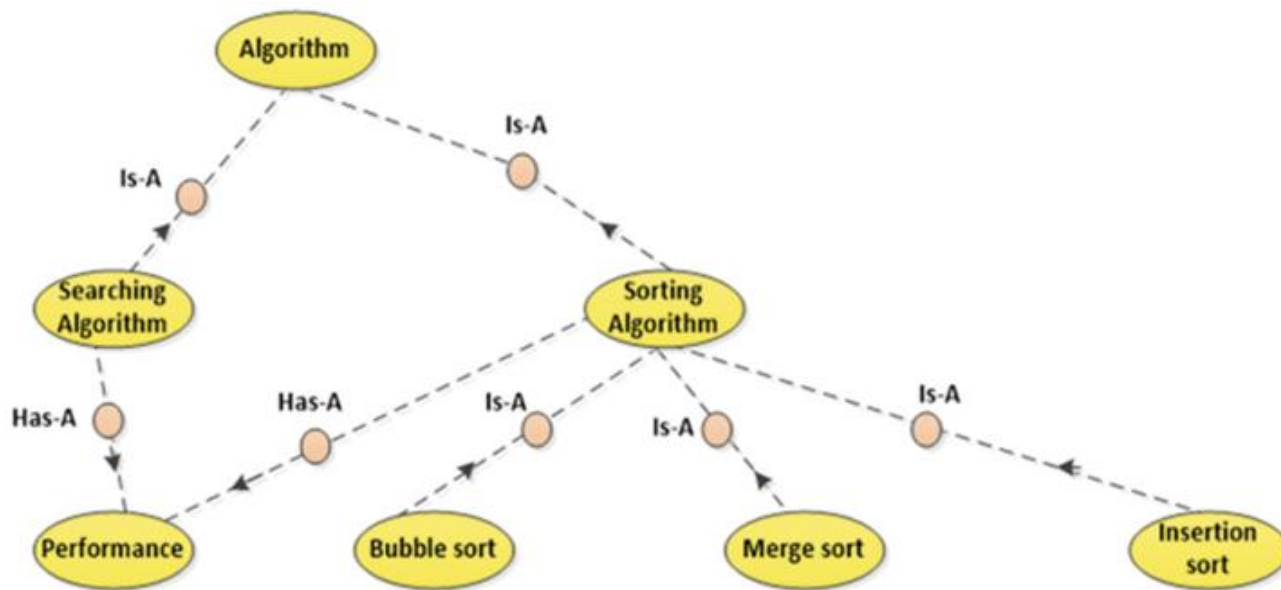 Algorithm
Is-A
Is-A
Searching
Algorithm
Sorting
Algorithm
Has-A
Has-A
Is-A
Is-A
Is-A
Performance
Bubble sort
Merge sort
Insertion
sort